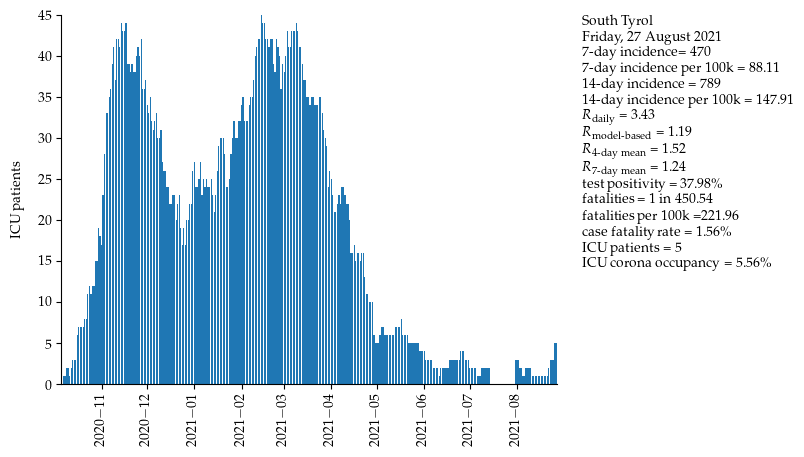 45
40
35
30
25
20
15
10
5
0
ICU patients
2020−11
2020−12
2021−01
2021−02
2021−03
2021−04
2021−05
2021−06
2021−07
2021−08
South Tyrol
Friday, 27 August 2021
7-day incidence= 470
7-day incidence per 100k = 88.11
14-day incidence = 789
14-day incidence per 100k = 147.91
Rdaily = 3.43
Rmodel-based = 1.19
R4-day mean = 1.52
R7-day mean = 1.24
test positivity = 37.98%
fatalities = 1 in 450.54
fatalities per 100k =221.96
case fatality rate = 1.56%
ICU patients = 5
ICU corona occupancy = 5.56%